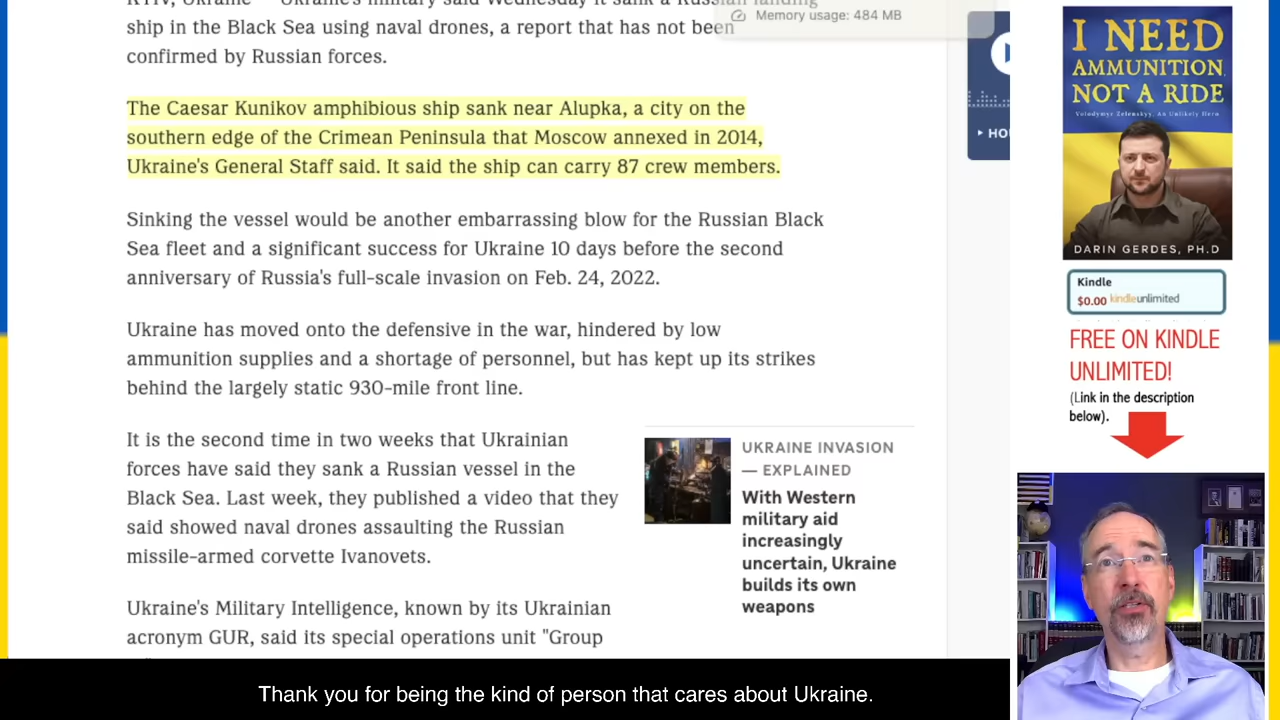 KYIV, Ukraine — Ukraine's military said Wednesday it sank a Russian landing
ship in the Black Sea using naval drones, a report that has not been
confirmed by Russian forces.
The Caesar Kunikov amphibious ship sank near Alupka, a city on the
southern edge of the Crimean Peninsula that Moscow annexed in 2014,
Ukraine's General Staff said. It said the ship can carry 87 crew members.
Sinking the vessel would be another embarrassing blow for the Russian Black
Sea fleet and a significant success for Ukraine 10 days before the second
anniversary of Russia's full-scale invasion on Feb. 24, 2022.
Ukraine has moved onto the defensive in the war, hindered by low
ammunition supplies and a shortage of personnel, but has kept up its strikes
behind the largely static 930-mile front line.
It is the second time in two weeks that Ukrainian
forces have said they sank a Russian vessel in the
Black Sea. Last week, they published a video that they
said showed naval drones assaulting the Russian
missile-armed corvette Ivanovets.
Ukraine's Military Intelligence, known by its Ukrainian
acronym GUR, said its special operations unit "Group
UKRAINE INVASION
— EXPLAINED
With Western
military aid
increasingly
uncertain, Ukraine
builds its own
weapons
Memory usage: 484 MB
HOU
I NEED
AMMUNITION,
NOT A RIDE
Volodymyr Zelenskyy, An Unlikely Hero
DARIN GERDES, PH.D
Kindle
$0.00 kindleunlimited
FREE ON KINDLE
UNLIMITED!
(Link in the description
below).
Thank you for being the kind of person that cares about Ukraine.